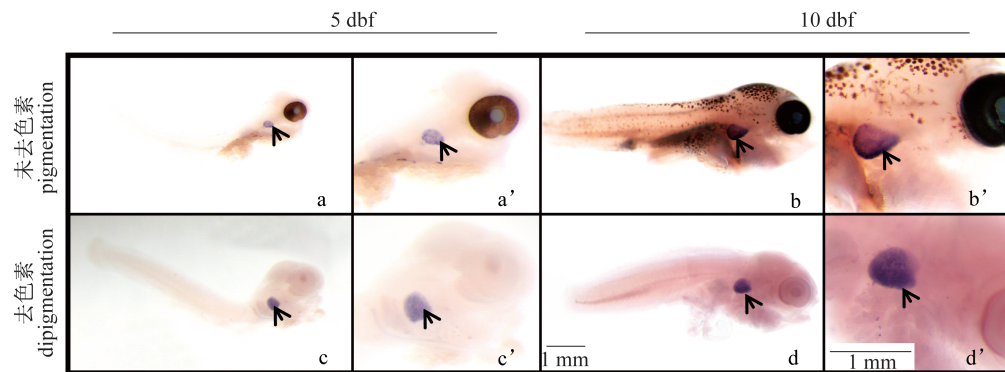 5 dbf
10 dbf
未去色素
pigmentation
a
a’
b
b’
去色素
dipigmentation
c
c’
1 mm
d
1 mm
d’